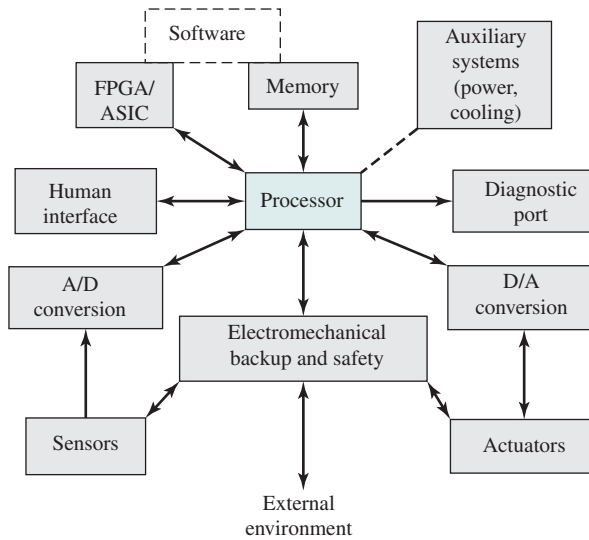 Software
Auxiliary
systems
(power,
cooling)
FPGA/
ASIC
Memory
Human
interface
Processor
Diagnostic
port
A/D
conversion
D/A
conversion
Electromechanical
backup and safety
Sensors
Actuators
External
environment